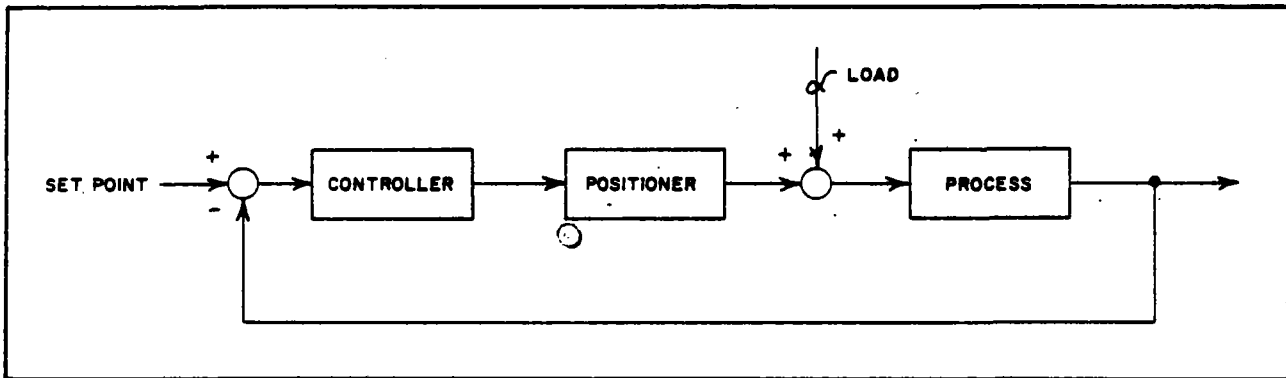 LOAD
+
+
+
SET POINT
CONTROLLER
POSITIONER
PROCESS
-